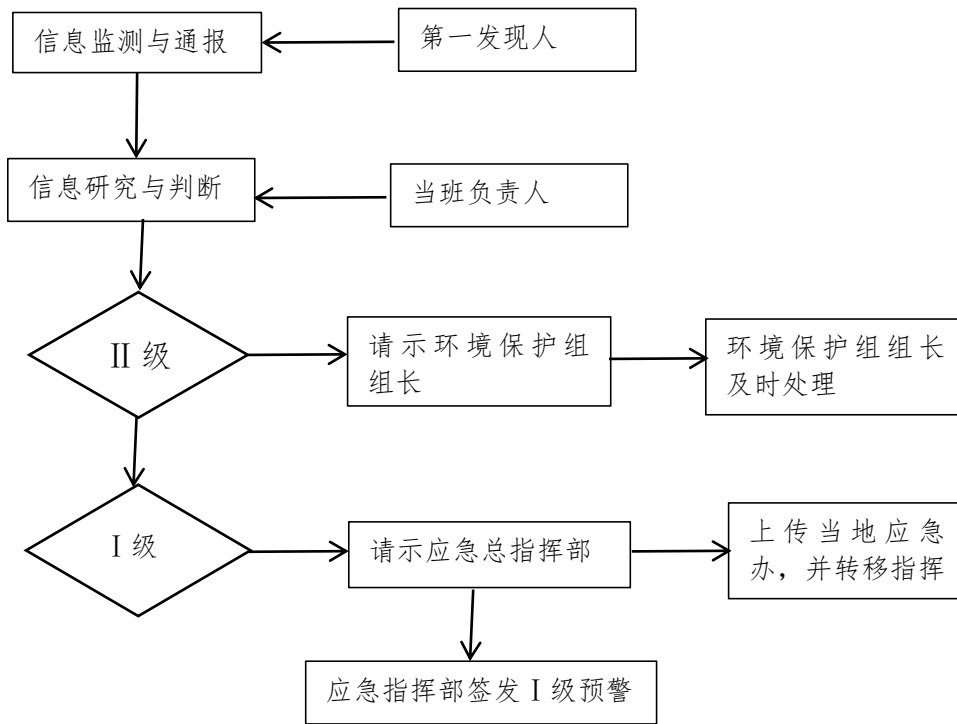 信息监测与通报
第一发现人
信息研究与判断
当班负责人
II 级
请示环境保护组
组长
环境保护组组长
及时处理
I 级
请示应急总指挥部
上传当地应急
办，并转移指挥
应急指挥部签发 I 级预警